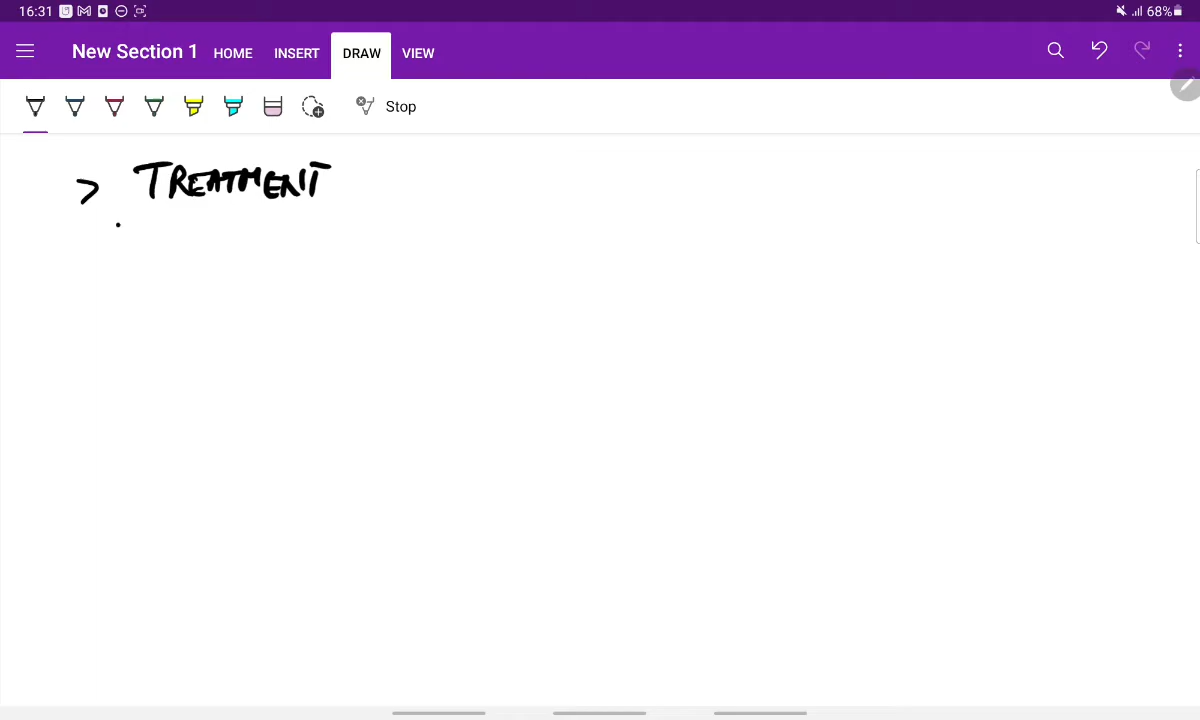 16:31 68%
New Section 1 HOME INSERT DRAW VIEW
Stop
> TREATMENT
.